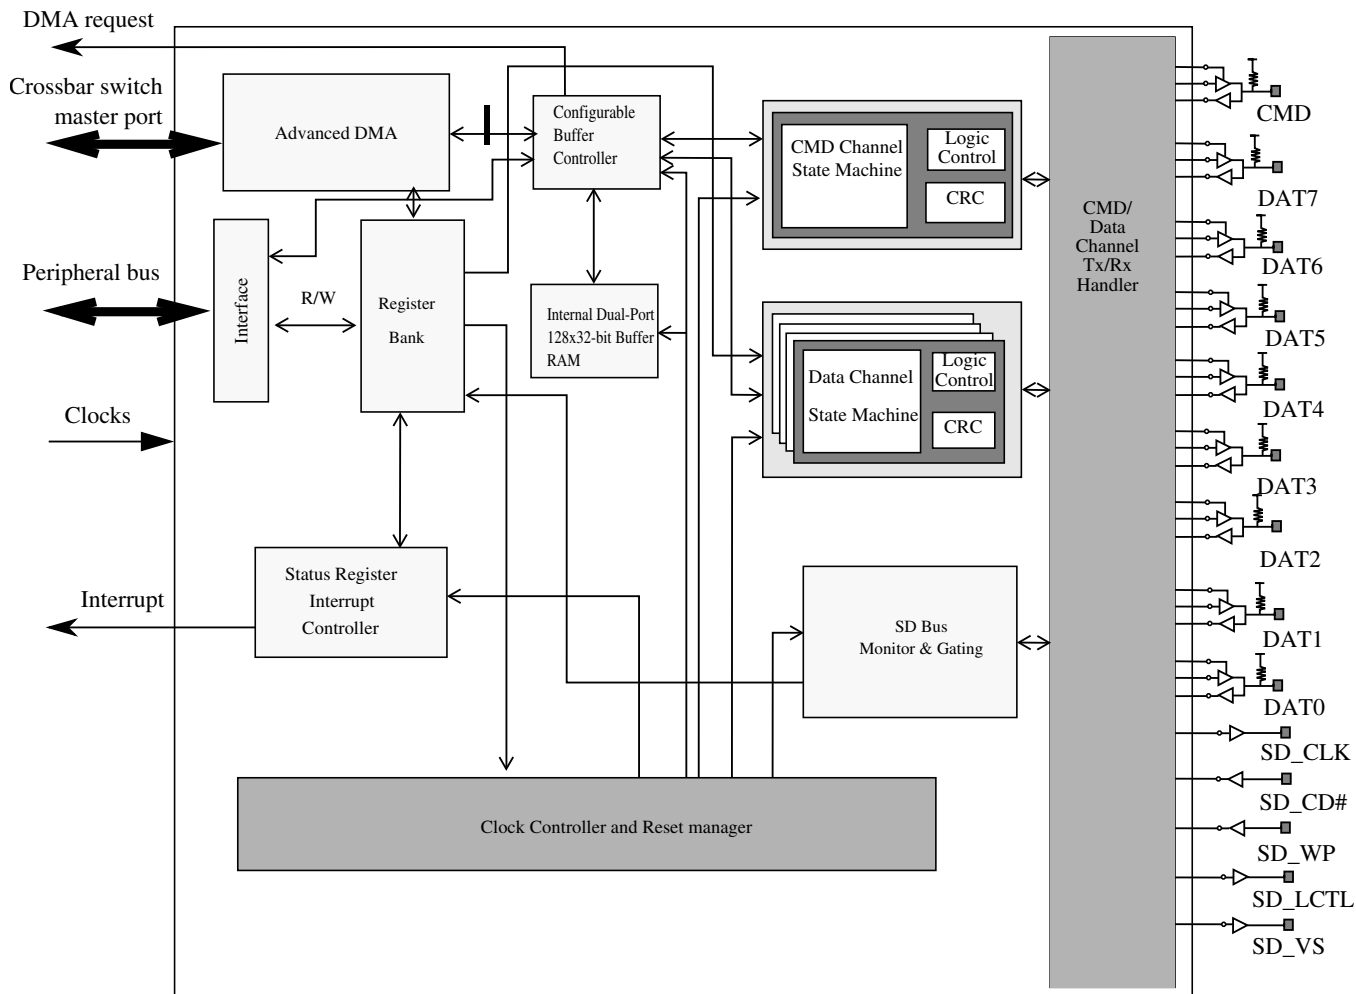 DMA request
Crossbar switch
master port
Peripheral bus
Clocks
Interrupt
Advanced DMA
Configurable
Buffer
Controller
Interface
R/W
Register
Bank
Internal Dual-Port
128x32-bit Buffer
RAM
CMD Channel
State Machine
Logic
Control
CRC
Data Channel
State Machine
Logic
Control
CRC
Status Register
Interrupt
Controller
SD Bus
Monitor & Gating
Clock Controller and Reset manager
CMD/
Data
Channel
Tx/Rx
Handler
CMD
DAT7
DAT6
DAT5
DAT4
DAT3
DAT2
DAT1
DAT0
SD_CLK
SD_CD#
SD_WP
SD_LCTL
SD_VS